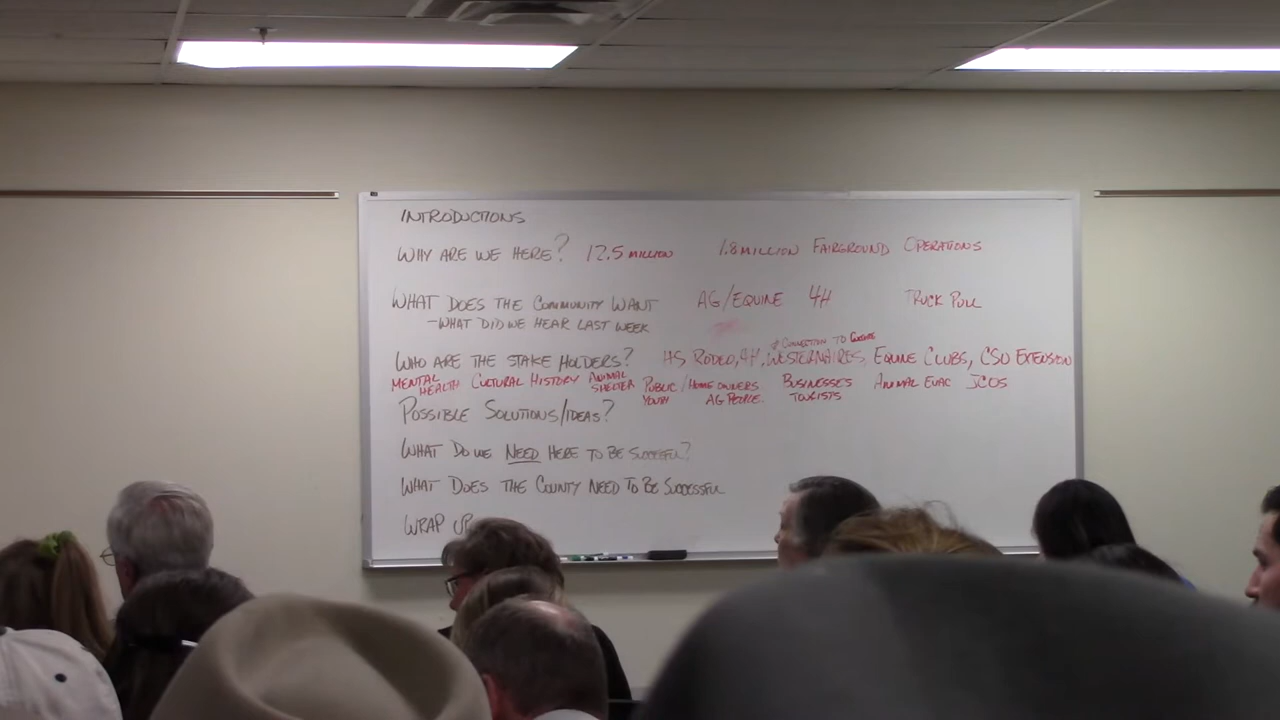 INTRODUCTIONS
WHY ARE WE HERE? 12.5 MILLION 1.8 MILLION FAIRGROUND OPERATIONS
WHAT DOES THE COMMUNITY WANT AG/EQUINE 4H TRUCK PULL
-WHAT DID WE HEAR LAST WEEK
CONNECTION TO
WHO ARE THE STAKE HOLDERS? HS RODEO, 4H, WESTERNAIRES, EQUINE CLUBS, CSU EXTENSION
MENTAL HEALTH CULTURAL HISTORY ANIMAL SHELTER PUBLIC/HOME OWNERS BUSINESSES ANIMAL EVAC JCOS
YOUTH AG PEOPLE. TOURISTS
POSSIBLE SOLUTIONS/IDEAS?
WHAT DO WE NEED HERE TO BE SUCCESFUL?
WHAT DOES THE COUNTY NEED TO BE SUCCESSFUL
WRAP UP